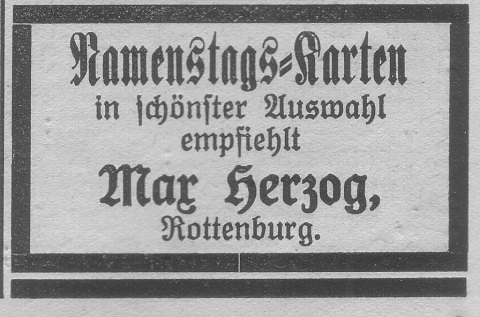 Namenstags-Karten
in schönster Auswahl
empfiehlt
Max Herzog,
Rottenburg.